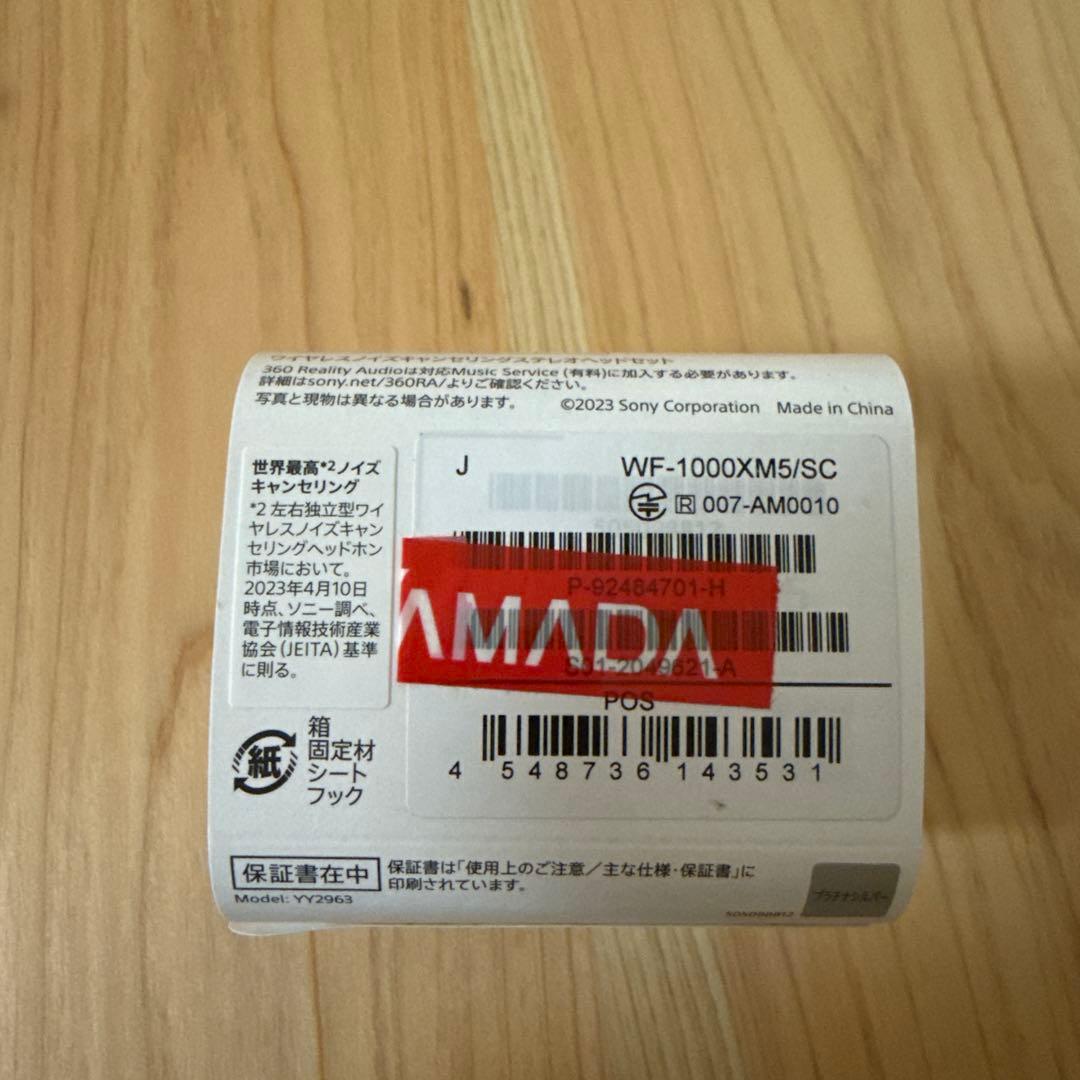 ワイヤレスノイズキャンセリングステレオヘッドセット
360 Reality Audioは対応Music Service (有料)に加入する必要があります。
詳細はsony.net/360RA/よりご確認ください。
写真と現物は異なる場合があります。
©2023 Sony Corporation Made in China
世界最高*2ノイズ
キャンセリング
*2 左右独立型ワイ
ヤレスノイズキャン
セリングヘッドホン
市場において。
2023年4月10日
時点、ソニー調べ、
電子情報技術産業
協会(JEITA)基準
に則る。
J WF-1000XM5/SC
R 007-AM0010
P-92484701-H
YAMADA
S01-2049621-A
POS
4 548736 143531
紙
箱
固定材
シート
フック
保証書在中
保証書は「使用上のご注意/主な仕様・保証書」に
印刷されています。
Model: YY2963
プラチナシルバー